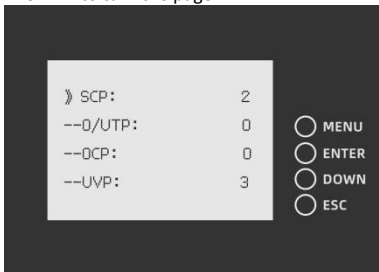 》SCP: 2
--O/UTP: 0
--OCP: 0
--UVP: 3
MENU
ENTER
DOWN
ESC